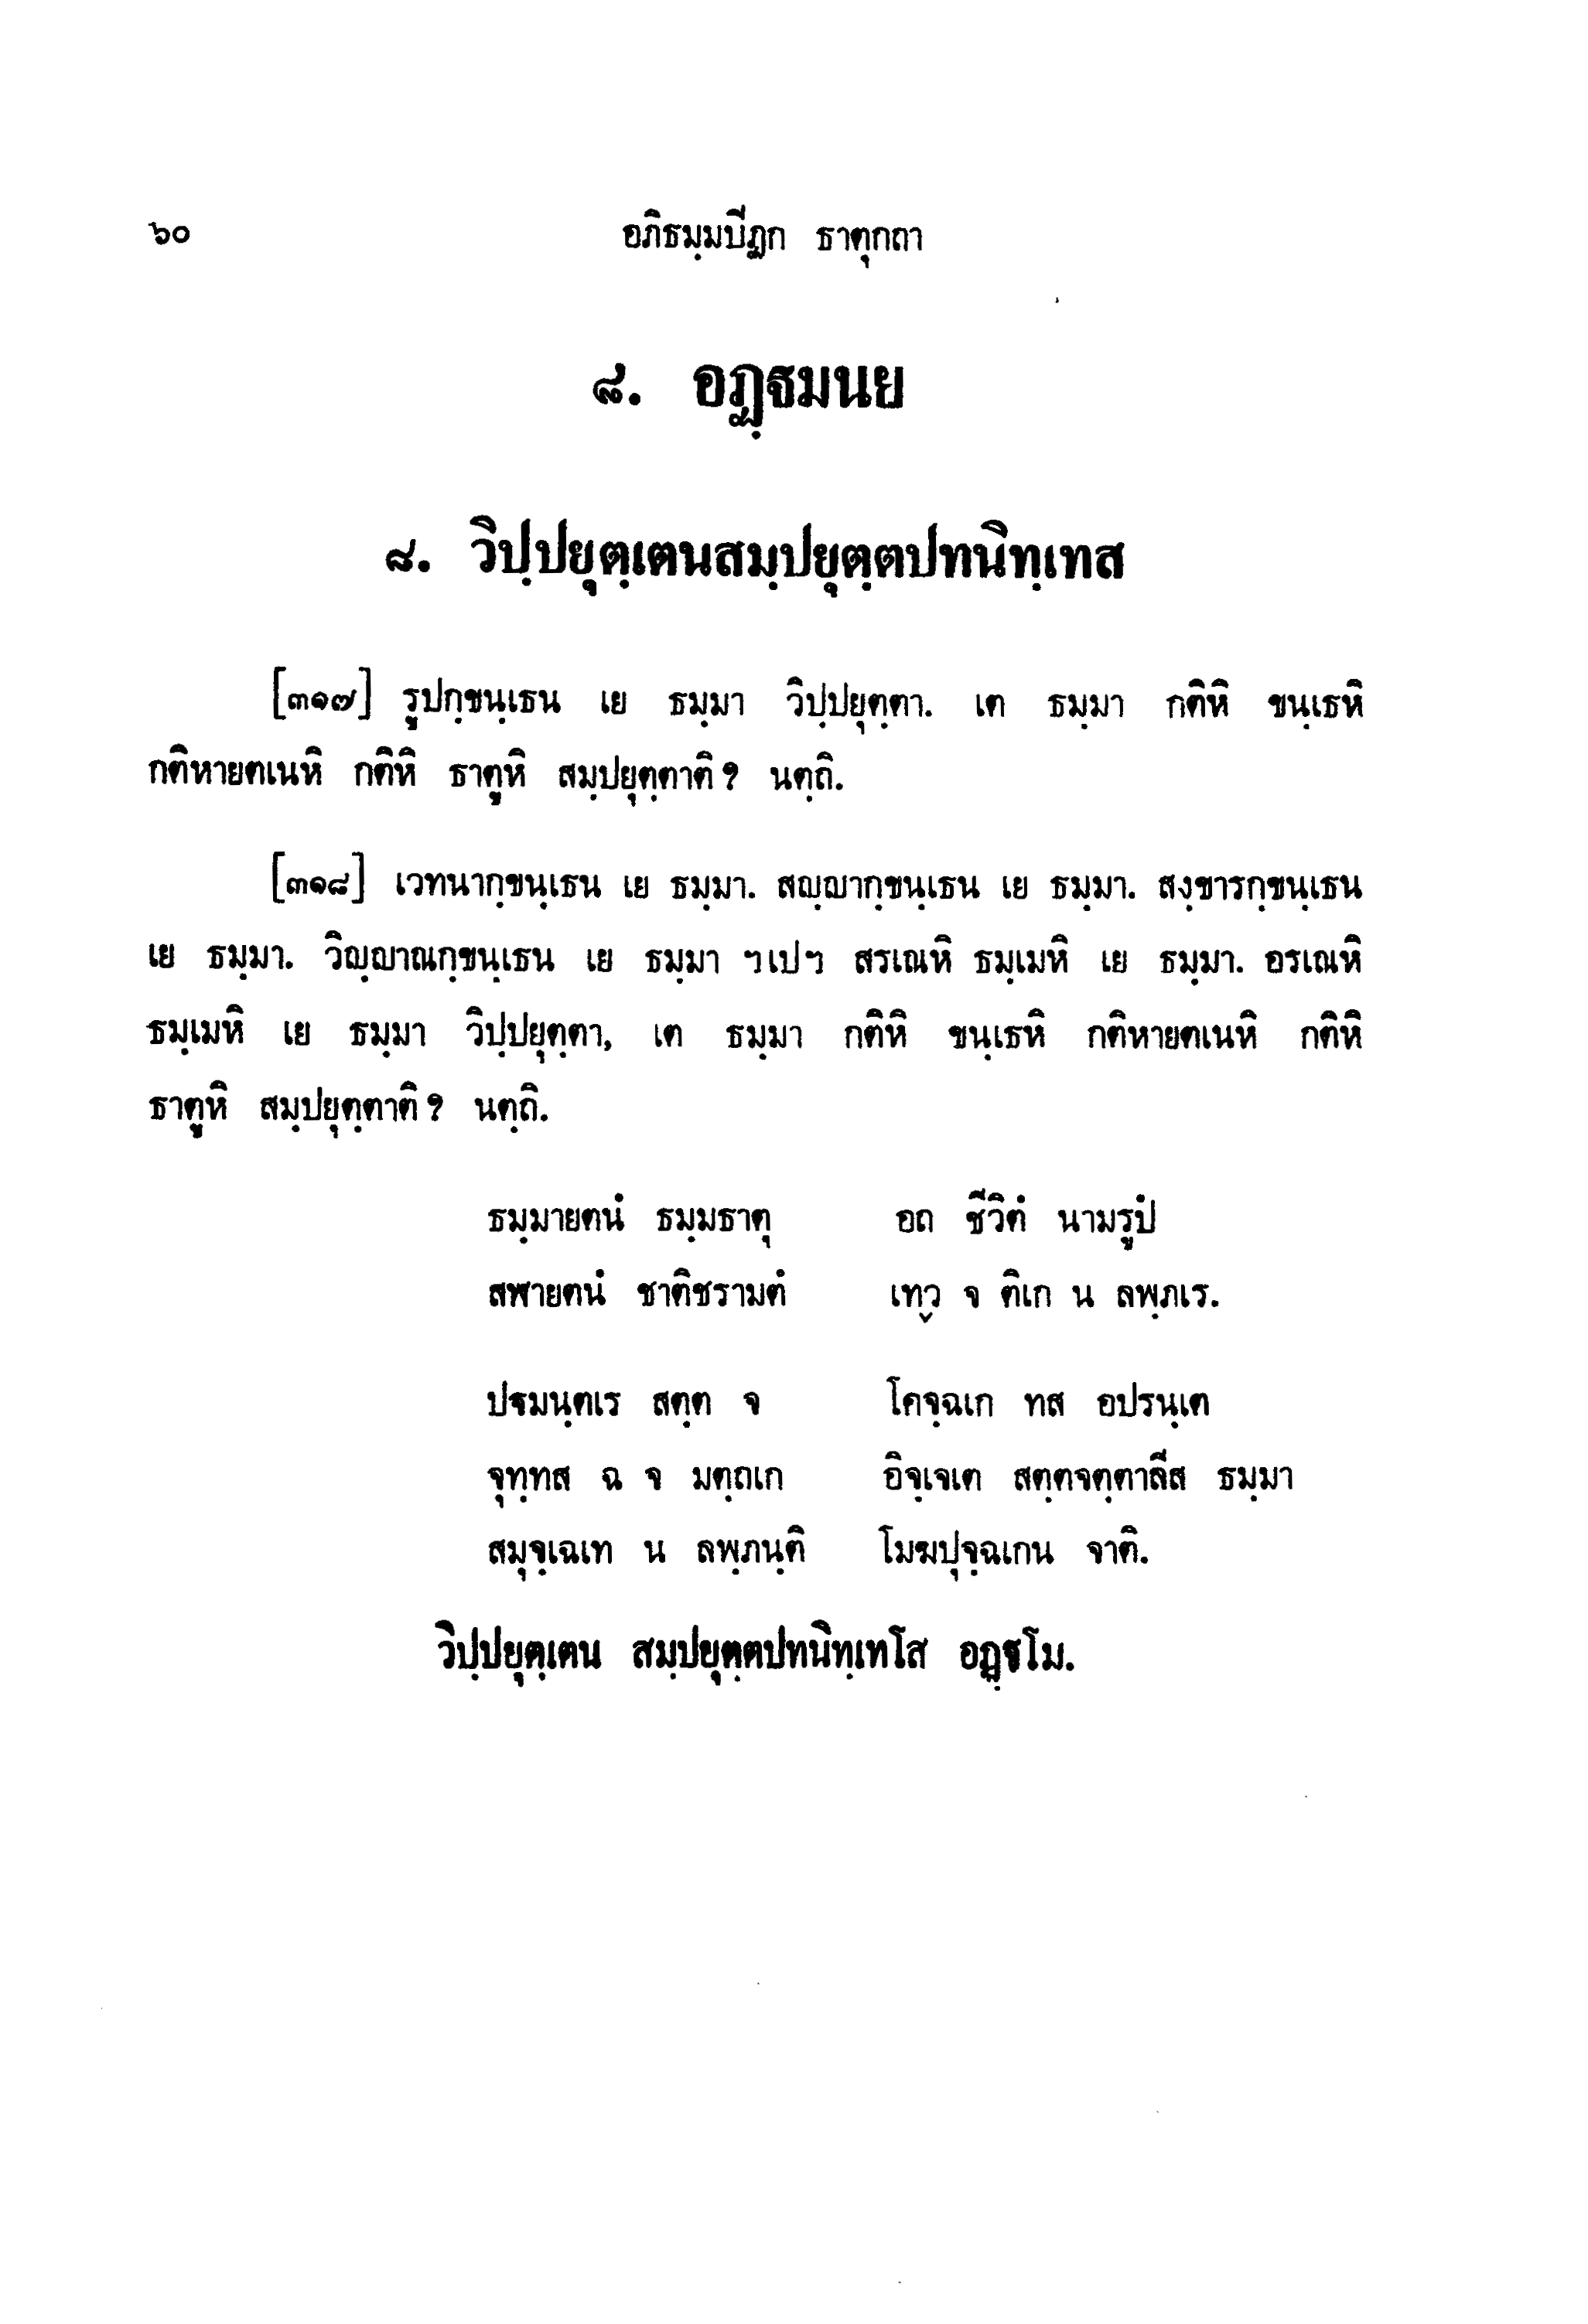 ๖๐ อภิธมฺมปีฏก ธาตุกถา
๘. อฏฺฐมนย
๘. วิปฺปยุตฺเตนสมฺปยุตฺตปทนิทฺเทส
[๓๑๗] รูปกฺขนฺเธน เย ธมฺมา วิปฺปยุตฺตา. เต ธมฺมา กติหิ ขนฺเธหิ
กติหายตเนหิ กติหิ ธาตูหิ สมฺปยุตฺตาติ? นตฺถิ.
[๓๑๘] เวทนากฺขนฺเธน เย ธมฺมา. สญฺญากฺขนฺเธน เย ธมฺมา. สงฺขารกฺขนฺเธน
เย ธมฺมา. วิญฺญาณกฺขนฺเธน เย ธมฺมา ฯเปฯ สรเณหิ ธมฺเมหิ เย ธมฺมา. อรเณหิ
ธมฺเมหิ เย ธมฺมา วิปฺปยุตฺตา, เต ธมฺมา กติหิ ขนฺเธหิ กติหายตเนหิ กติหิ
ธาตูหิ สมฺปยุตฺตาติ? นตฺถิ.
ธมฺมายตนํ ธมฺมธาตุ อถ ชีวิตํ นามรูปํ
สฬายตนํ ชาติชรามตํ เทฺว จ ติเก น ลพฺภเร.
ปฐมนฺตเร สตฺต จ โคจฺฉเก ทส อปรนฺเต
จุทฺทส ฉ จ มตฺถเก อิจฺเจเต สตฺตจตฺตาลีส ธมฺมา
สมุจฺเฉเท น ลพฺภนฺติ โมฆปุจฺฉเกน จาติ.
วิปฺปยุตฺเตน สมฺปยุตฺตปทนิทฺเทโส อฏฺฐโม.